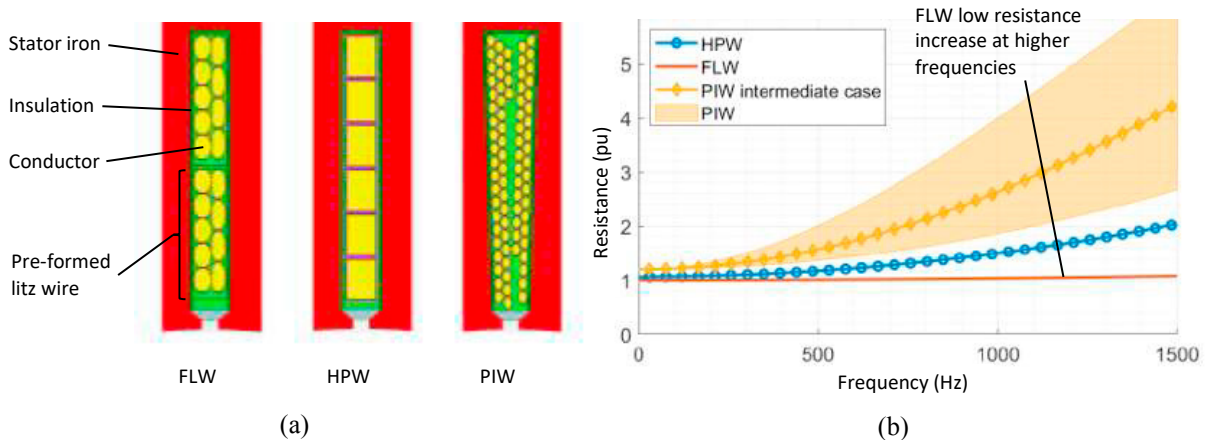 Stator iron
Insulation
Conductor
Pre-formed
litz wire
FLW
HPW
PIW
(a)
FLW low resistance
increase at higher
frequencies
HPW
FLW
PIW intermediate case
PIW
Resistance (pu)
5
4
3
2
1
0
0
500
1000
1500
Frequency (Hz)
(b)